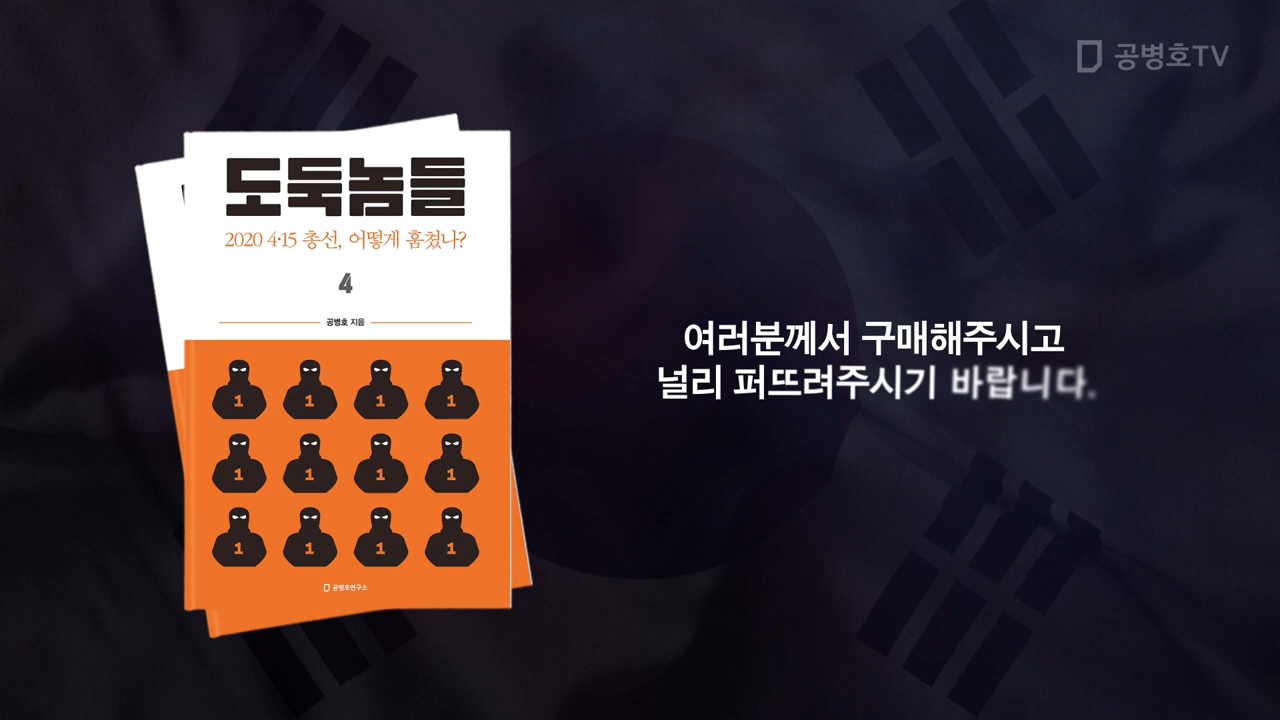 공병호TV
도둑놈들
2020 4·15 총선, 어떻게 훔쳤나?
4
공병호 지음
1 1 1 1
1 1 1 1
1 1 1 1
공병호연구소
여러분께서 구매해주시고
널리 퍼뜨려주시기 바랍니다.